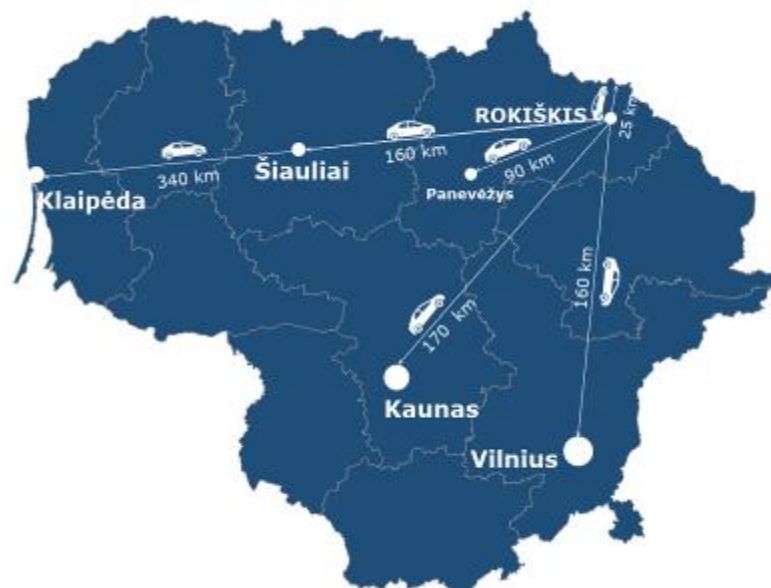 ROKIŠKIS
25 km
160 km
Šiauliai
90 km
340 km
Panevėžys
Klaipėda
160 km
170 km
Kaunas
Vilnius